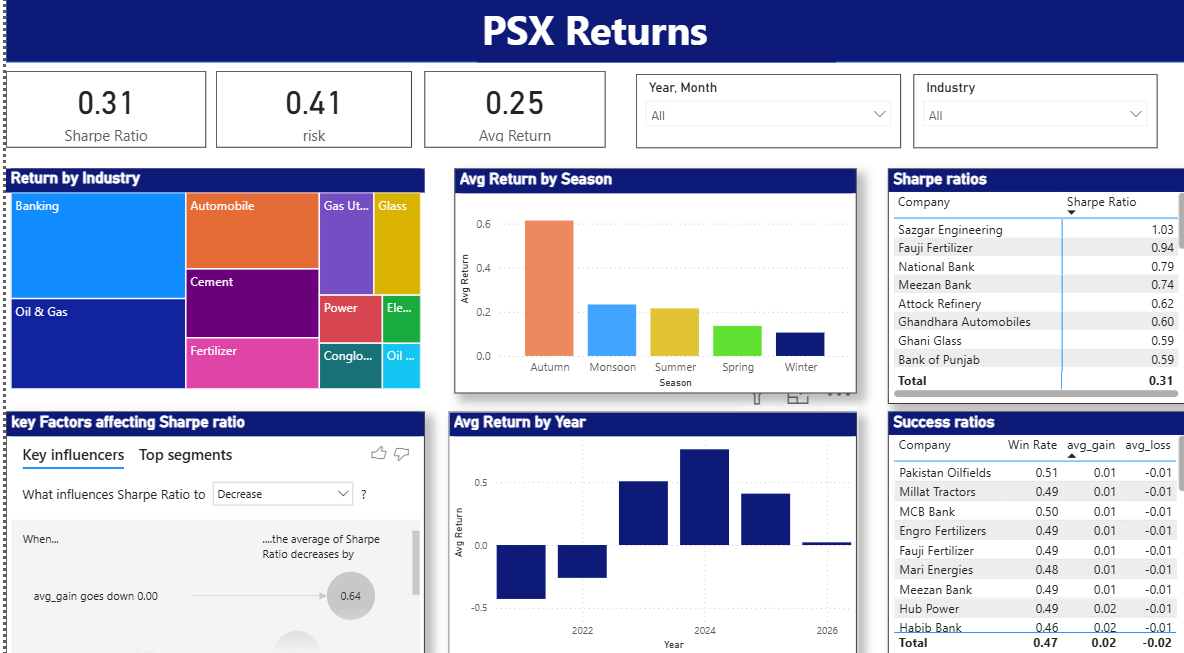 PSX Returns
0.31
Sharpe Ratio
0.41
risk
0.25
Avg Return
Year, Month
All
Industry
All
Return by Industry
Banking
Automobile
Gas Ut...
Glass
Cement
Oil & Gas
Power
Ele...
Fertilizer
Conglo...
Oil ...
Avg Return by Season
Avg Return
0.6
0.4
0.2
0.0
Autumn Monsoon Summer Spring Winter
Season
Sharpe ratios
Company Sharpe Ratio
Sazgar Engineering 1.03
Fauji Fertilizer 0.94
National Bank 0.79
Meezan Bank 0.74
Attock Refinery 0.62
Ghandhara Automobiles 0.60
Ghani Glass 0.59
Bank of Punjab 0.59
Total 0.31
key Factors affecting Sharpe ratio
Key influencers Top segments
What influences Sharpe Ratio to Decrease ?
When...
....the average of Sharpe
Ratio decreases by
avg_gain goes down 0.00 0.64
Avg Return by Year
Avg Return
0.5
0.0
-0.5
2022 2024 2026
Year
Success ratios
Company Win Rate avg_gain avg_loss
Pakistan Oilfields 0.51 0.01 -0.01
Millat Tractors 0.49 0.01 -0.01
MCB Bank 0.50 0.01 -0.01
Engro Fertilizers 0.49 0.01 -0.01
Fauji Fertilizer 0.49 0.01 -0.01
Mari Energies 0.48 0.01 -0.01
Meezan Bank 0.49 0.01 -0.01
Hub Power 0.49 0.02 -0.01
Habib Bank 0.46 0.02 -0.01
Total 0.47 0.02 -0.02